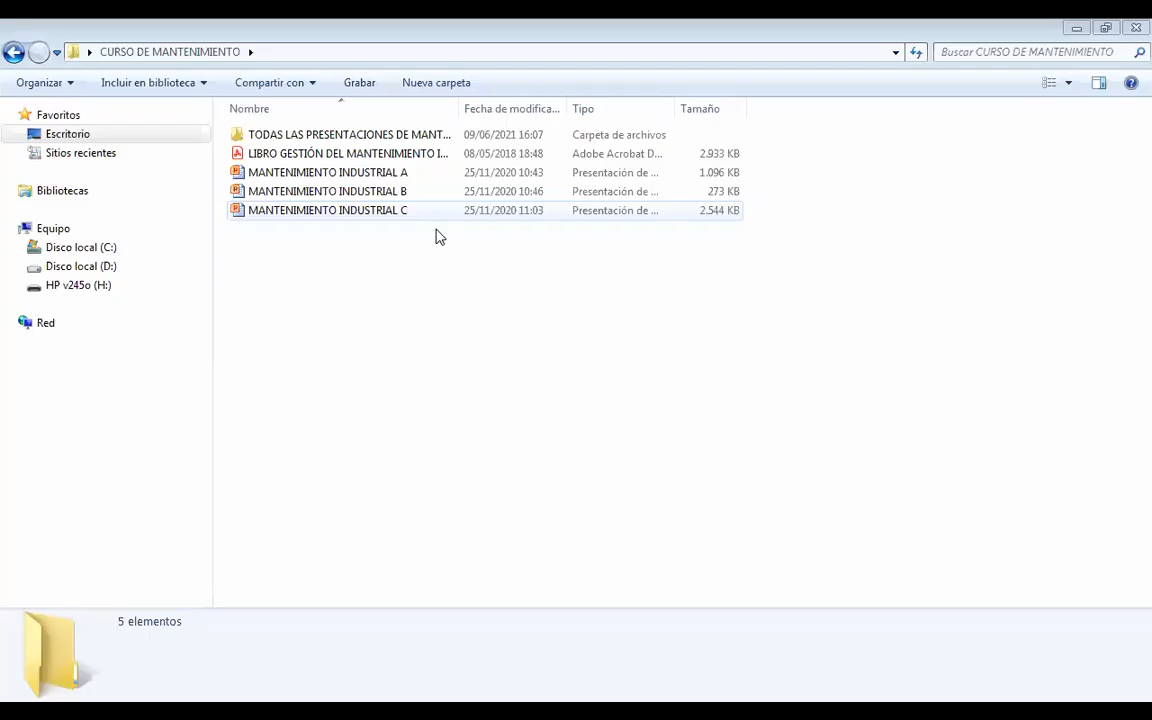 CURSO DE MANTENIMIENTO
Buscar CURSO DE MANTENIMIENTO
Organizar Incluir en biblioteca Compartir con Grabar Nueva carpeta
Favoritos
Escritorio
Sitios recientes
Bibliotecas
Equipo
Disco local (C:)
Disco local (D:)
HP v245o (H:)
Red
Nombre Fecha de modifica... Tipo Tamaño
TODAS LAS PRESENTACIONES DE MANT... 09/06/2021 16:07 Carpeta de archivos
LIBRO GESTIÓN DEL MANTENIMIENTO I... 08/05/2018 18:48 Adobe Acrobat D... 2.933 KB
MANTENIMIENTO INDUSTRIAL A 25/11/2020 10:43 Presentación de ... 1.096 KB
MANTENIMIENTO INDUSTRIAL B 25/11/2020 10:46 Presentación de ... 273 KB
MANTENIMIENTO INDUSTRIAL C 25/11/2020 11:03 Presentación de ... 2.544 KB
5 elementos